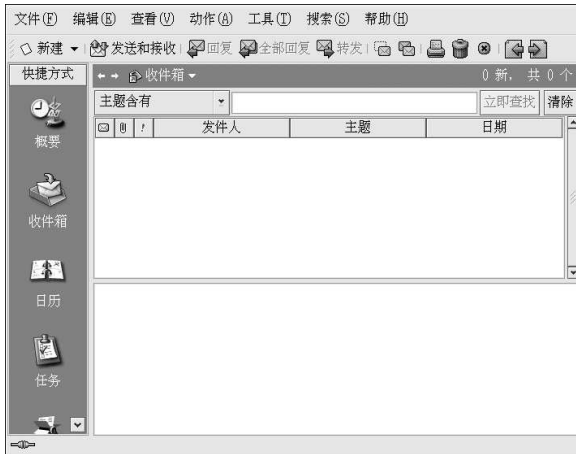 文件(F) 编辑(E) 查看(V) 动作(A) 工具(T) 搜索(S) 帮助(H)
新建 发送和接收 回复 全部回复 转发
快捷方式 收件箱 0 新, 共 0 个
主题含有 立即查找 清除
! 发件人 主题 日期
概要
收件箱
日历
任务